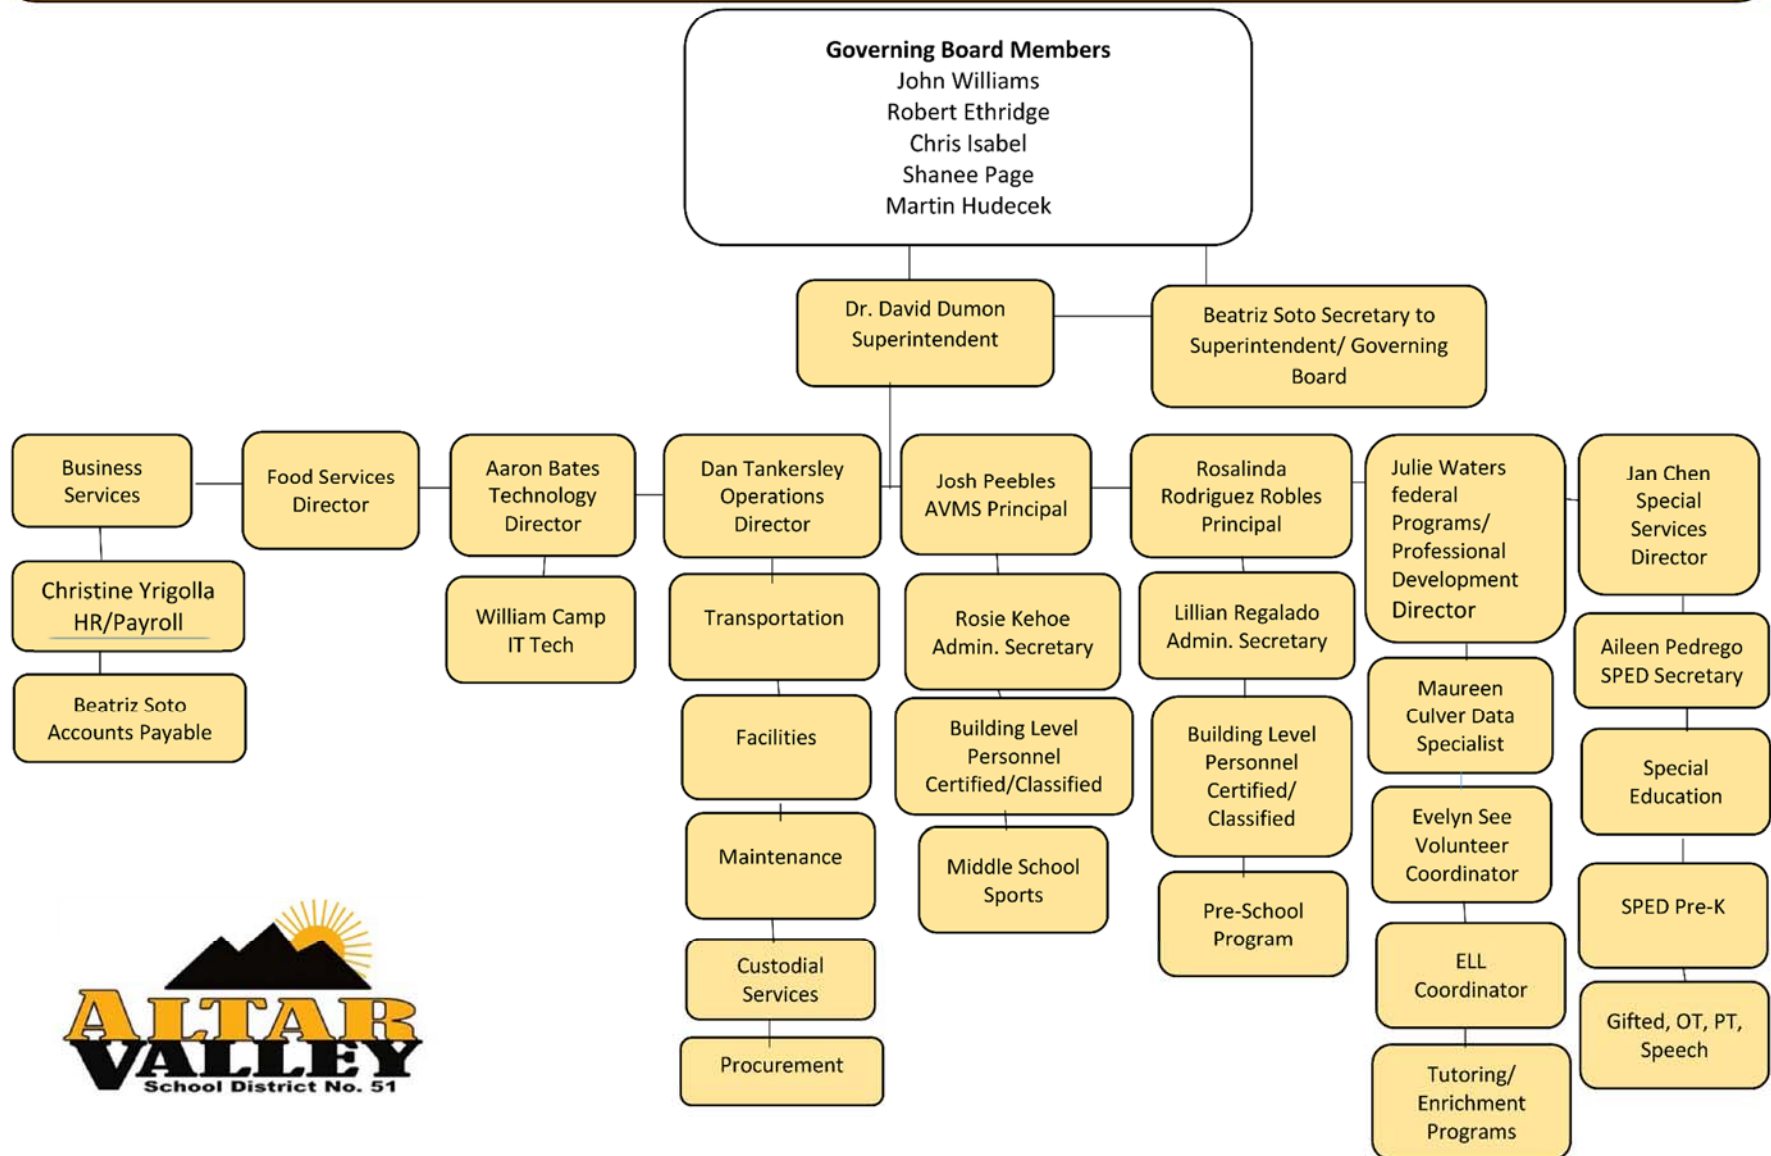 Governing Board Members
John Williams
Robert Ethridge
Chris Isabel
Shanee Page
Martin Hudecek
Dr. David Dumon
Superintendent
Beatriz Soto Secretary to
Superintendent/ Governing
Board
Business
Services
Food Services
Director
Aaron Bates
Technology
Director
Dan Tankersley
Operations
Director
Josh Peebles
AVMS Principal
Rosalinda
Rodriguez Robles
Principal
Julie Waters
federal
Programs/
Professional
Development
Director
Jan Chen
Special
Services
Director
Christine Yrigolla
HR/Payroll
Beatriz Soto
Accounts Payable
William Camp
IT Tech
Transportation
Facilities
Maintenance
Custodial
Services
Procurement
Rosie Kehoe
Admin. Secretary
Building Level
Personnel
Certified/Classified
Middle School
Sports
Lillian Regalado
Admin. Secretary
Building Level
Personnel
Certified/
Classified
Pre-School
Program
Maureen
Culver Data
Specialist
Evelyn See
Volunteer
Coordinator
ELL
Coordinator
Tutoring/
Enrichment
Programs
Aileen Pedrego
SPED Secretary
Special
Education
SPED Pre-K
Gifted, OT, PT,
Speech
ALTAR
VALLEY
School District No. 51